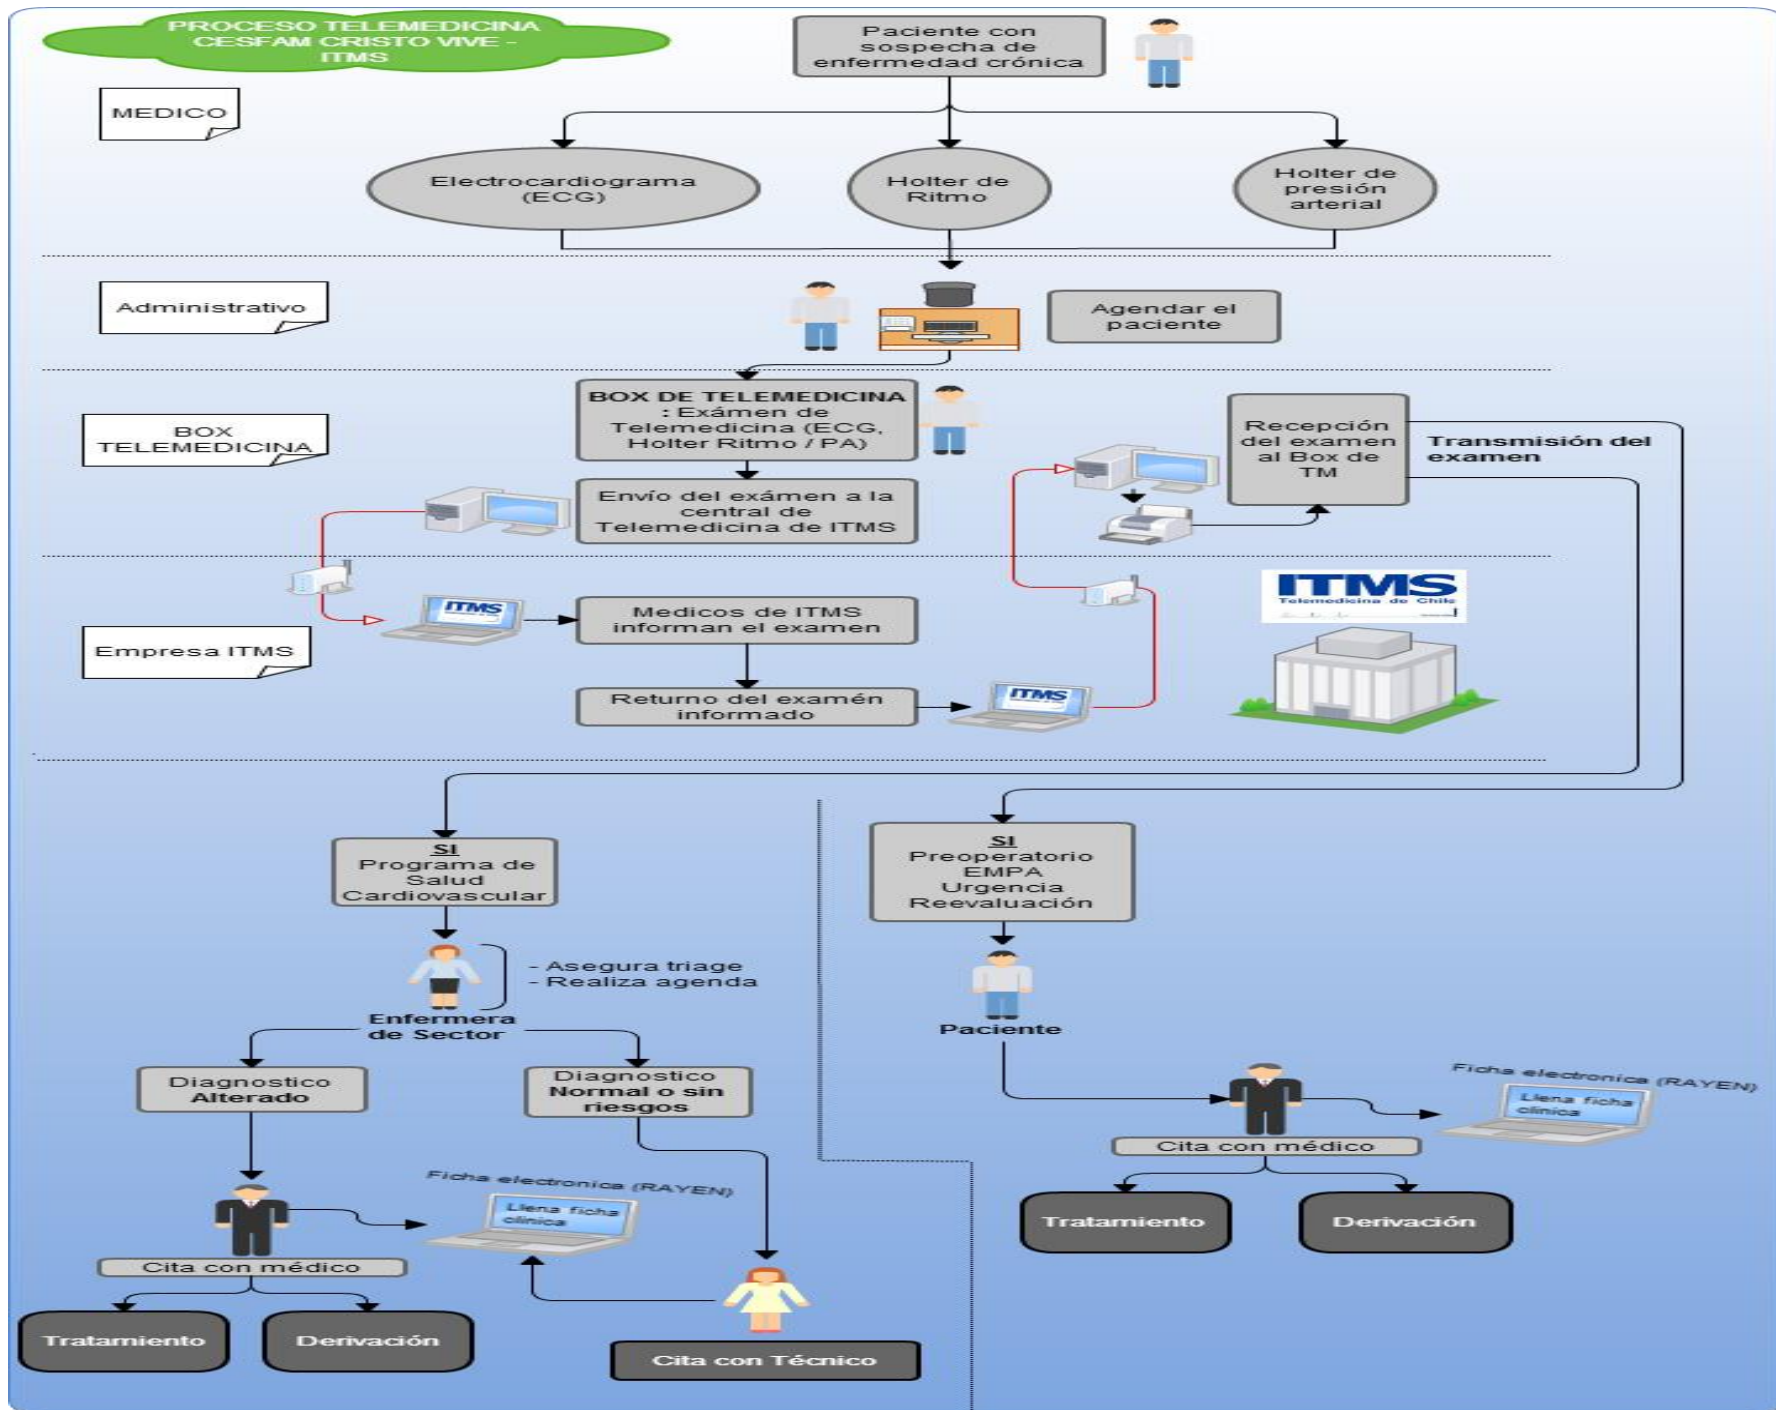 PROCESO TELEMEDICINA
CESFAM CRISTO VIVE -
ITMS
Paciente con
sospecha de
enfermedad crónica
MEDICO
Electrocardiograma
(ECG)
Holter de
Ritmo
Holter de
presión
arterial
Administrativo
Agendar el
paciente
BOX
TELEMEDICINA
BOX DE TELEMEDICINA
: Exámen de
Telemedicina (ECG,
Holter Ritmo / PA)
Recepción
del examen
al Box de
TM
Transmisión del
examen
Envío del exámen a la
central de
Telemedicina de ITMS
ITMS
Telemedicina de Chile
ITMS
Medicos de ITMS
informan el examen
Empresa ITMS
Returno del examén
informado
ITMS
SI
Programa de
Salud
Cardiovascular
SI
Preoperatorio
EMPA
Urgencia
Reevaluación
- Asegura triage
- Realiza agenda
Enfermera
de Sector
Paciente
Diagnostico
Alterado
Diagnostico
Normal o sin
riesgos
Ficha electronica (RAYEN)
Llena ficha
clinica
Cita con médico
Tratamiento
Derivación
Ficha electronica (RAYEN)
Llena ficha
clinica
Cita con médico
Tratamiento
Derivación
Cita con Técnico